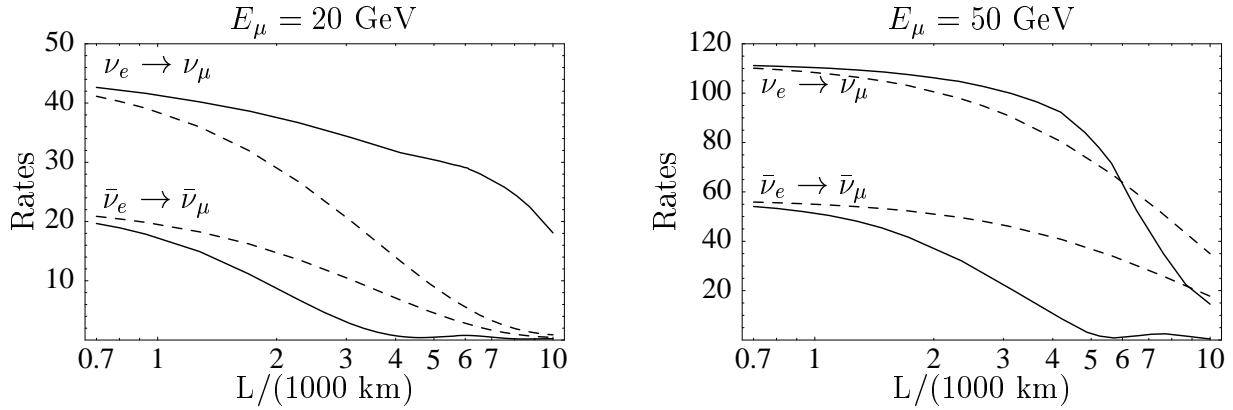 E_μ = 20 GeV
50
40
30
20
10
Rates
ν_e → ν_μ
ν̄_e → ν̄_μ
0.7 1 2 3 4 5 6 7 10
L/(1000 km)
E_μ = 50 GeV
120
100
80
60
40
20
Rates
ν_e → ν_μ
ν̄_e → ν̄_μ
0.7 1 2 3 4 5 6 7 10
L/(1000 km)